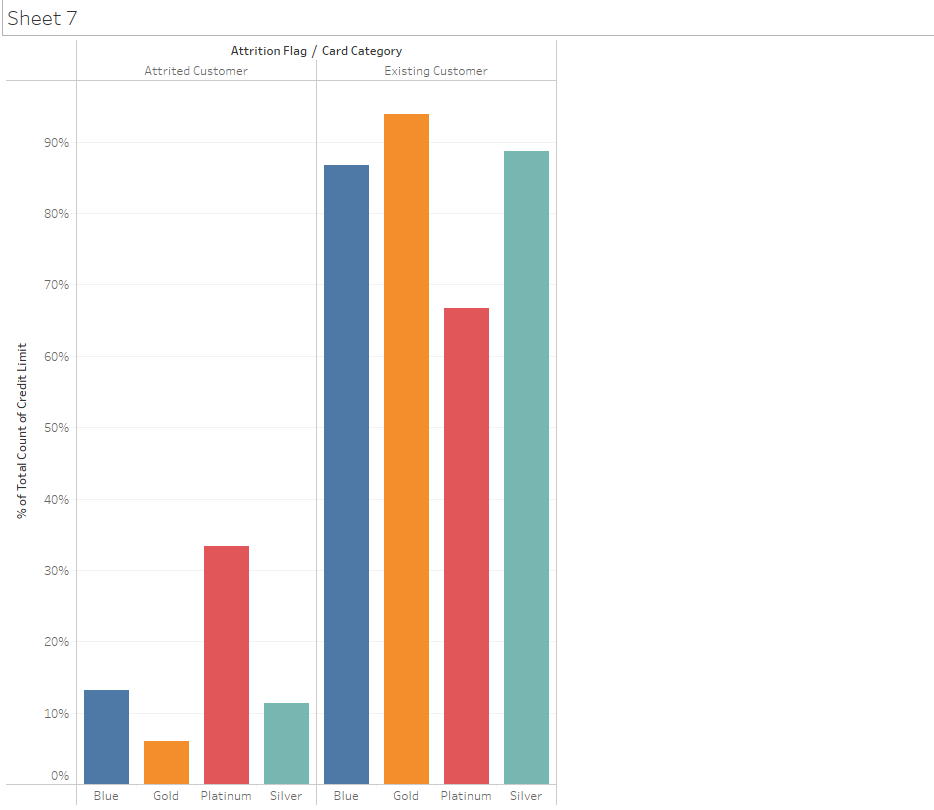 Sheet 7
Attrition Flag / Card Category
Attrited Customer Existing Customer
% of Total Count of Credit Limit
90%
80%
70%
60%
50%
40%
30%
20%
10%
0%
Blue Gold Platinum Silver Blue Gold Platinum Silver